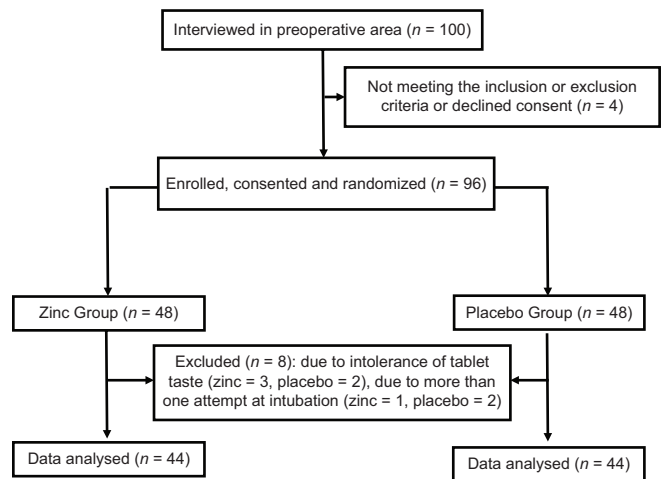 Interviewed in preoperative area (n = 100)
Not meeting the inclusion or exclusion
criteria or declined consent (n = 4)
Enrolled, consented and randomized (n = 96)
Zinc Group (n = 48)
Placebo Group (n = 48)
Excluded (n = 8): due to intolerance of tablet
taste (zinc = 3, placebo = 2), due to more than
one attempt at intubation (zinc = 1, placebo = 2)
Data analysed (n = 44)
Data analysed (n = 44)